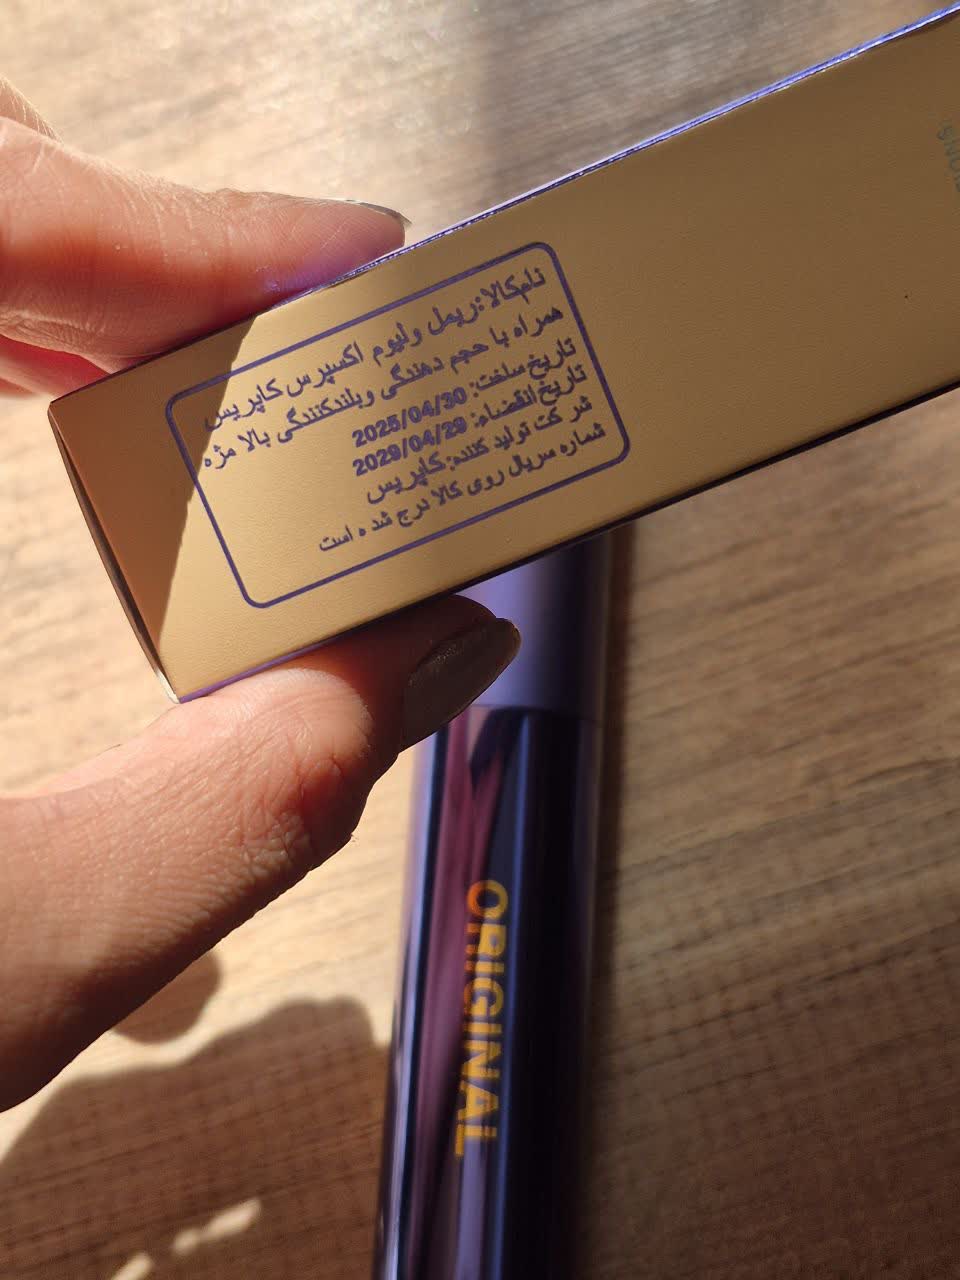 نام‌کالا:ریمل ولیوم اکسپرس کاپریس
همراه با حجم دهندگی وبلندکنندگی بالا مژه
تاریخ ساخت: 2025/04/30
تاریخ انقضاء: 2029/04/29
شرکت تولید کننده:کاپریس
شماره سریال روی کالا درج شده است
ORIGINAL